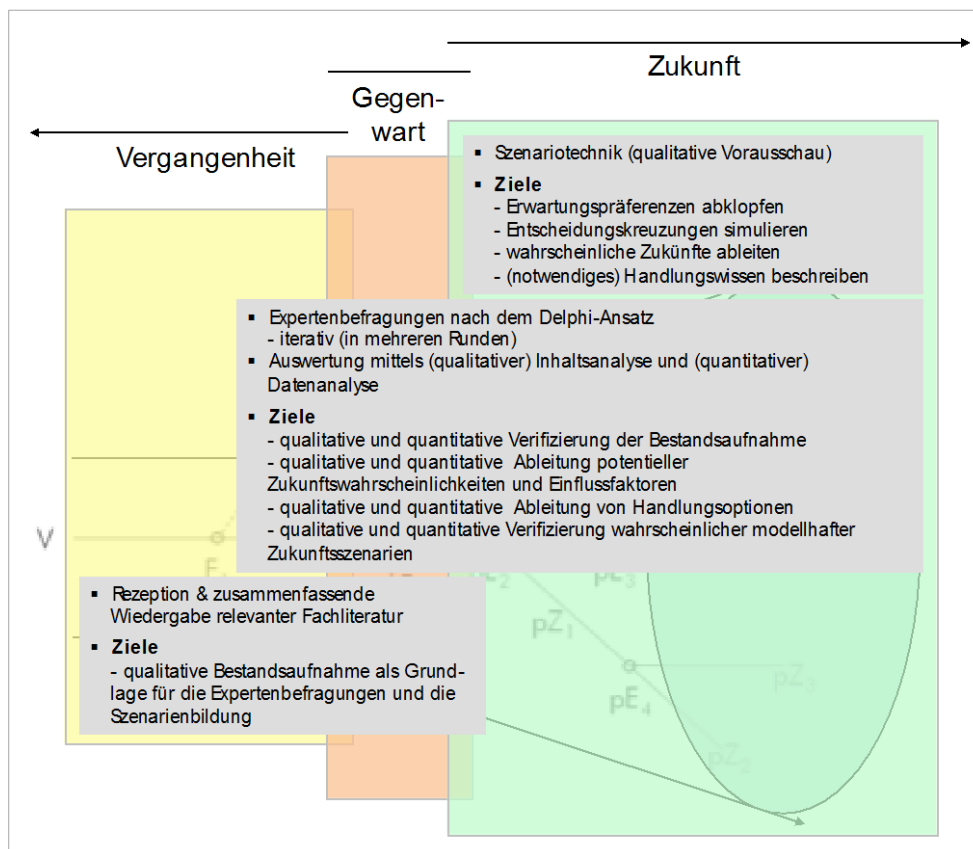 Zukunft
Gegen-
wart
Vergangenheit
▪ Szenariotechnik (qualitative Vorausschau)
▪ Ziele
- Erwartungspräferenzen abklopfen
- Entscheidungskreuzungen simulieren
- wahrscheinliche Zukünfte ableiten
- (notwendiges) Handlungswissen beschreiben
▪ Expertenbefragungen nach dem Delphi-Ansatz
- iterativ (in mehreren Runden)
▪ Auswertung mittels (qualitativer) Inhaltsanalyse und (quantitativer)
Datenanalyse
▪ Ziele
- qualitative und quantitative Verifizierung der Bestandsaufnahme
- qualitative und quantitative Ableitung potentieller
Zukunftswahrscheinlichkeiten und Einflussfaktoren
- qualitative und quantitative Ableitung von Handlungsoptionen
- qualitative und quantitative Verifizierung wahrscheinlicher modellhafter
Zukunftsszenarien
V
▪ Rezeption & zusammenfassende
Wiedergabe relevanter Fachliteratur
▪ Ziele
- qualitative Bestandsaufnahme als Grund-
lage für die Expertenbefragungen und die
Szenarienbildung
pZ₁
pZ₃
pE₄
pZ₂